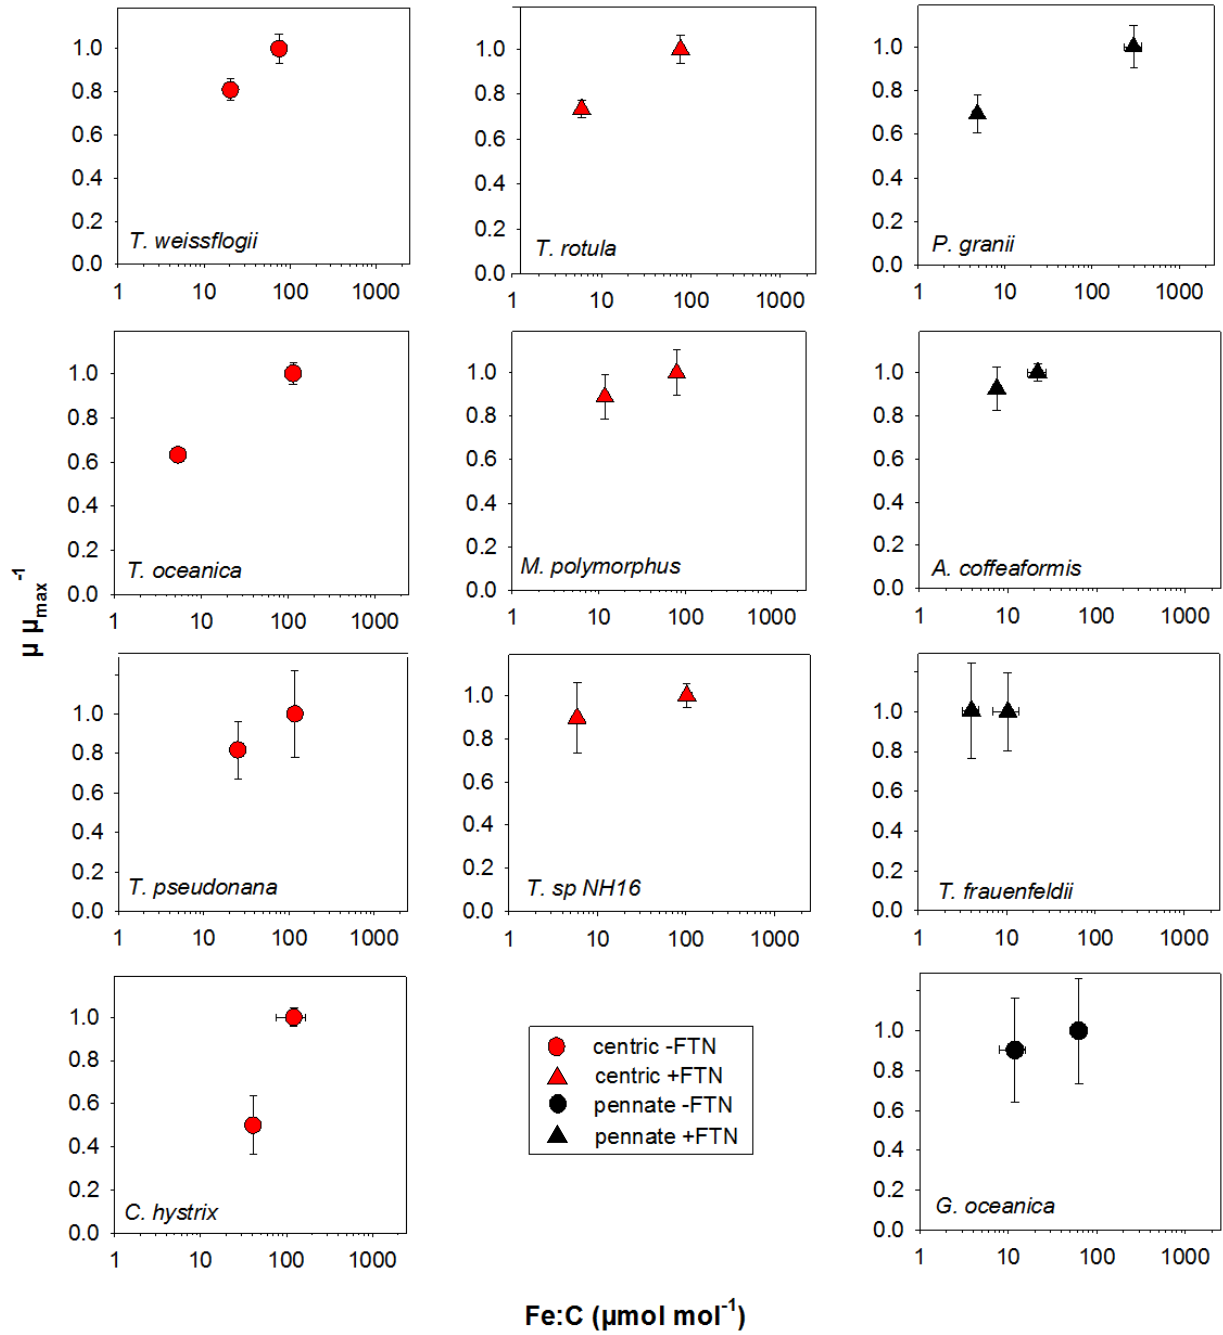 1.0
0.8
0.6
0.4
0.2
0.0
T. weissflogii
1 10 100 1000
1.0
0.8
0.6
0.4
0.2
0.0
T. rotula
1 10 100 1000
1.0
0.8
0.6
0.4
0.2
0.0
P. granii
1 10 100 1000
1.0
0.8
0.6
0.4
0.2
0.0
T. oceanica
1 10 100 1000
1.0
0.8
0.6
0.4
0.2
0.0
M. polymorphus
1 10 100 1000
1.0
0.8
0.6
0.4
0.2
0.0
A. coffeaformis
1 10 100 1000
μ μmax-1
1.0
0.8
0.6
0.4
0.2
0.0
T. pseudonana
1 10 100 1000
1.0
0.8
0.6
0.4
0.2
0.0
T. sp NH16
1 10 100 1000
1.0
0.8
0.6
0.4
0.2
0.0
T. frauenfeldii
1 10 100 1000
1.0
0.8
0.6
0.4
0.2
0.0
C. hystrix
1 10 100 1000
centric -FTN
centric +FTN
pennate -FTN
pennate +FTN
1.0
0.8
0.6
0.4
0.2
0.0
G. oceanica
1 10 100 1000
Fe:C (μmol mol-1)